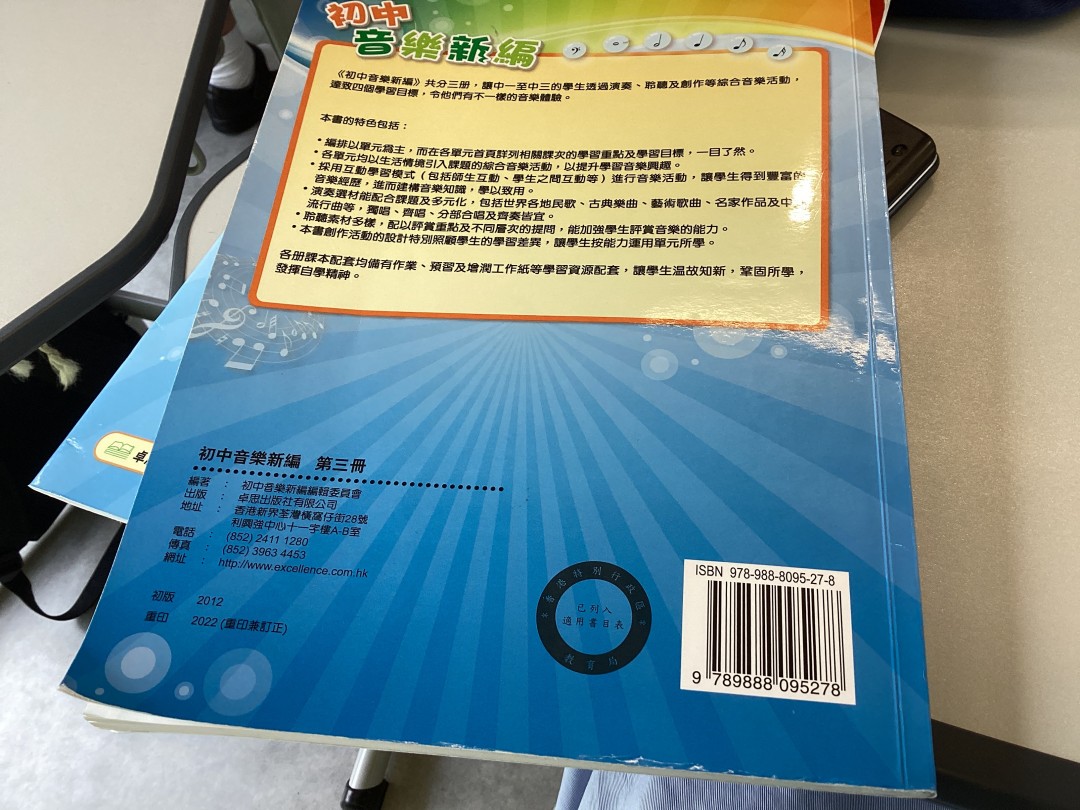 初中
音樂新編
《初中音樂新編》共分三冊，讓中一至中三的學生透過演奏、聆聽及創作等綜合音樂活動，
達致四個學習目標，令他們有不一樣的音樂體驗。
本書的特色包括：
• 編排以單元為主，而在各單元首頁詳列相關課次的學習重點及學習目標，一目了然。
• 各單元均以生活情境引入課題的綜合音樂活動，以提升學習音樂興趣。
• 採用互動學習模式（包括師生互動、學生之間互動等）進行音樂活動，讓學生得到豐富的
音樂經歷，進而建構音樂知識，學以致用。
• 演奏選材能配合課題及多元化，包括世界各地民歌、古典樂曲、藝術歌曲、名家作品及中
流行曲等，獨唱、齊唱、分部合唱及齊奏皆宜。
• 聆聽素材多樣，配以評賞重點及不同層次的提問，能加強學生評賞音樂的能力。
• 本書創作活動的設計特別照顧學生的學習差異，讓學生按能力運用單元所學。
各冊課本配套均備有作業、預習及增潤工作紙等學習資源配套，讓學生温故知新，鞏固所學，
發揮自學精神。
初中音樂新編 第三冊
編著 ： 初中音樂新編編輯委員會
出版 ： 卓思出版社有限公司
地址 ： 香港新界荃灣橫窩仔街28號
利興強中心十一字樓A-B室
電話 ： (852) 2411 1280
傳真 ： (852) 3963 4453
網址 ： http://www.excellence.com.hk
初版 2012
重印 2022 (重印兼訂正)
卓
香港特別行政區
已列入
適用書目表
教育局
ISBN 978-988-8095-27-8
9 789888 095278